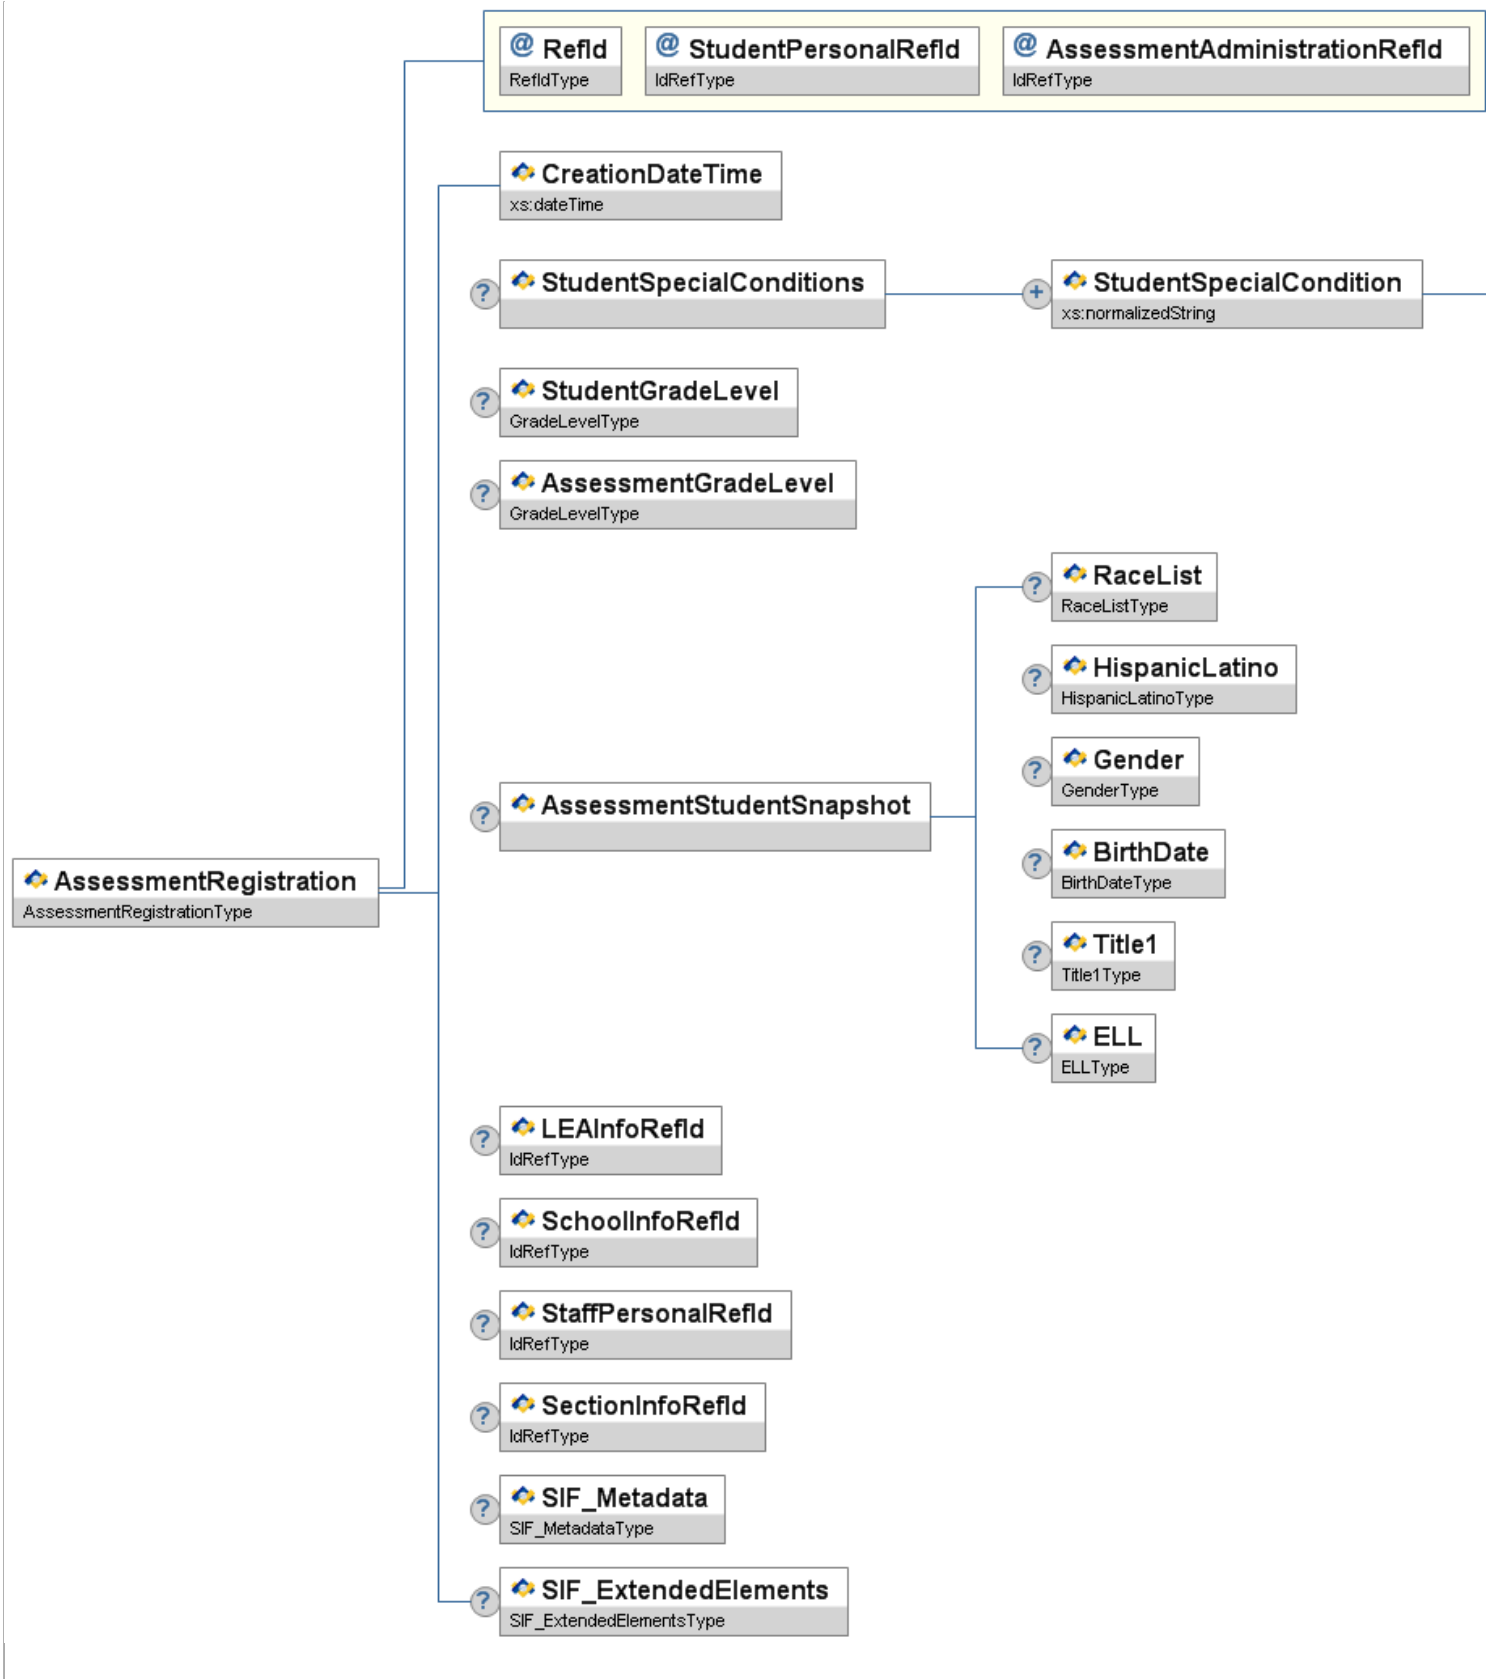 @ RefId
RefIdType
@ StudentPersonalRefId
IdRefType
@ AssessmentAdministrationRefId
IdRefType
CreationDateTime
xs:dateTime
? StudentSpecialConditions
+ StudentSpecialCondition
xs:normalizedString
? StudentGradeLevel
GradeLevelType
? AssessmentGradeLevel
GradeLevelType
? RaceList
RaceListType
? HispanicLatino
HispanicLatinoType
? Gender
GenderType
? AssessmentStudentSnapshot
? BirthDate
BirthDateType
AssessmentRegistration
AssessmentRegistrationType
? Title1
Title1Type
? ELL
ELLType
? LEAInfoRefId
IdRefType
? SchoolInfoRefId
IdRefType
? StaffPersonalRefId
IdRefType
? SectionInfoRefId
IdRefType
? SIF_Metadata
SIF_MetadataType
? SIF_ExtendedElements
SIF_ExtendedElementsType